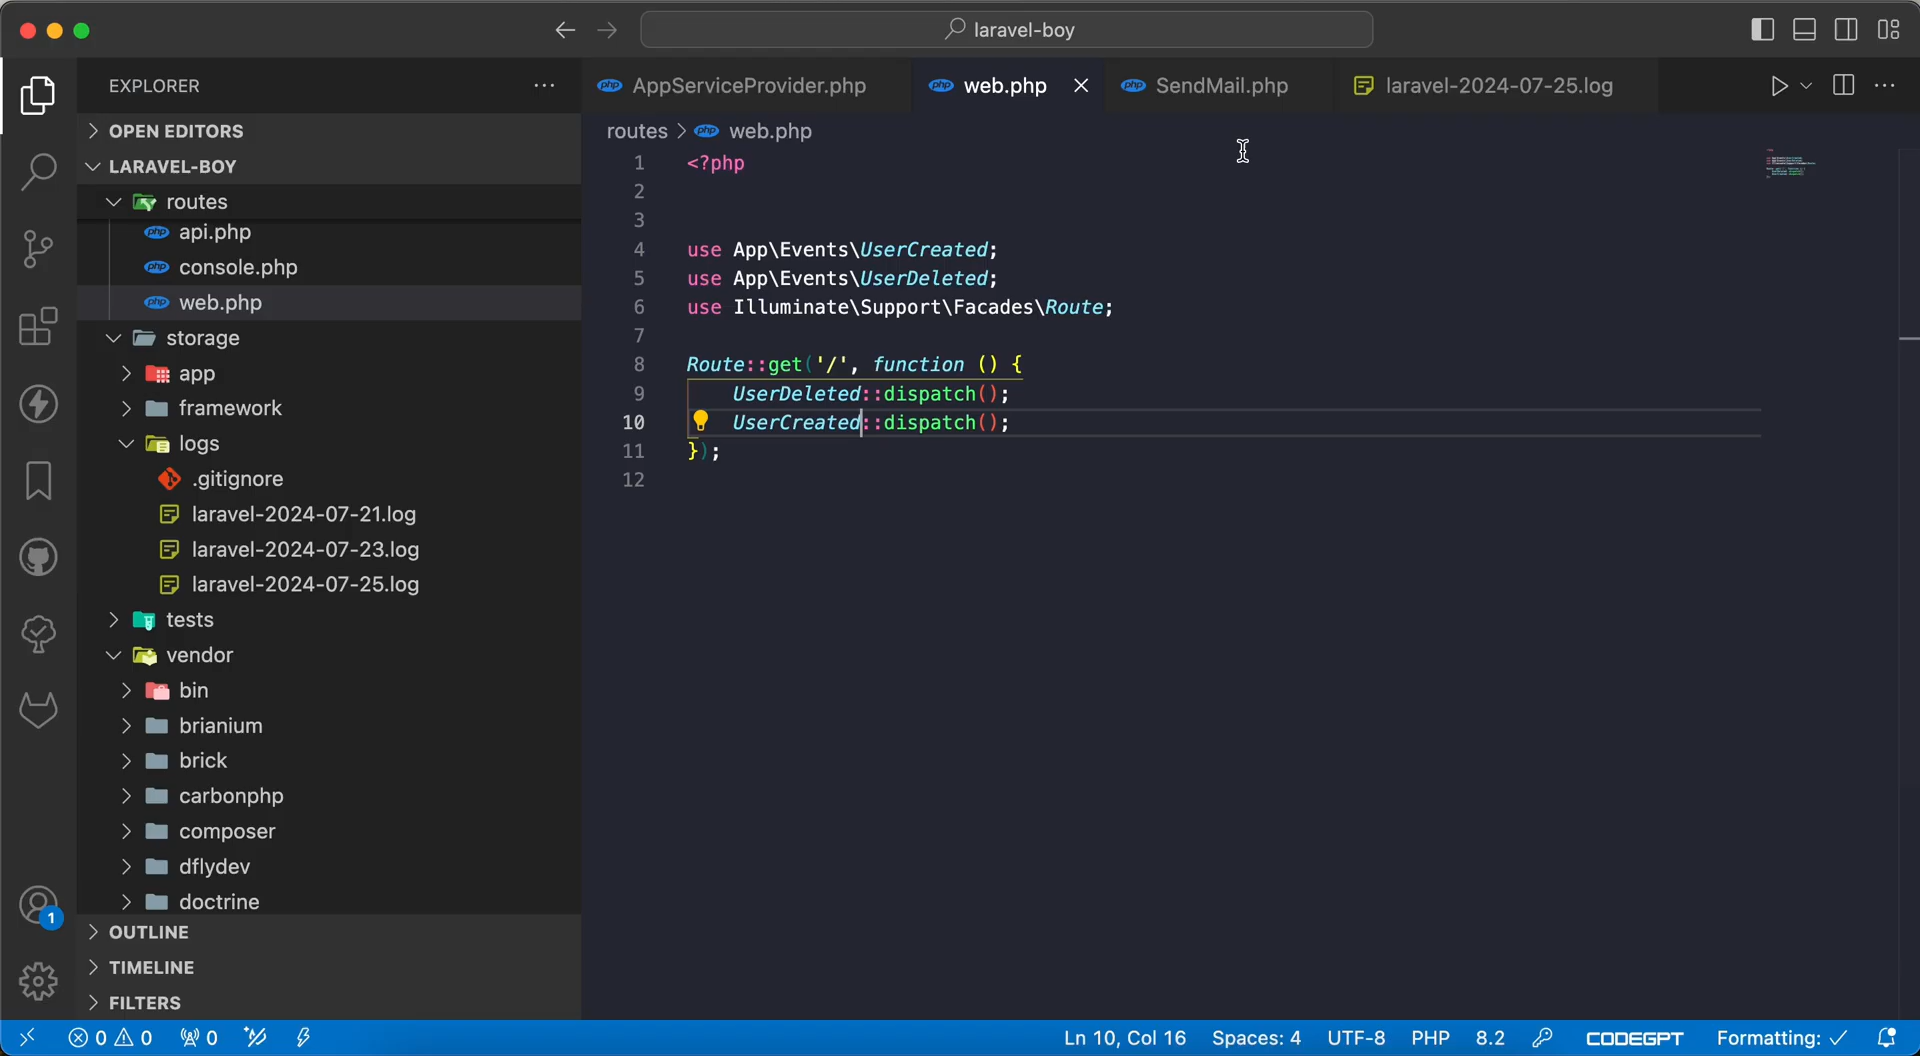 laravel-boy
EXPLORER
AppServiceProvider.php
web.php
SendMail.php
laravel-2024-07-25.log
OPEN EDITORS
LARAVEL-BOY
routes
api.php
console.php
web.php
storage
app
framework
logs
.gitignore
laravel-2024-07-21.log
laravel-2024-07-23.log
laravel-2024-07-25.log
tests
vendor
bin
brianium
brick
carbonphp
composer
dflydev
doctrine
OUTLINE
TIMELINE
FILTERS
1
routes > php web.php
1 <?php
2
3
4 use App\Events\UserCreated;
5 use App\Events\UserDeleted;
6 use Illuminate\Support\Facades\Route;
7
8 Route::get('/', function () {
9 UserDeleted::dispatch();
10 UserCreated::dispatch();
11 });
12
0 0 0 Ln 10, Col 16 Spaces: 4 UTF-8 PHP 8.2 CODEGPT Formatting: ✓